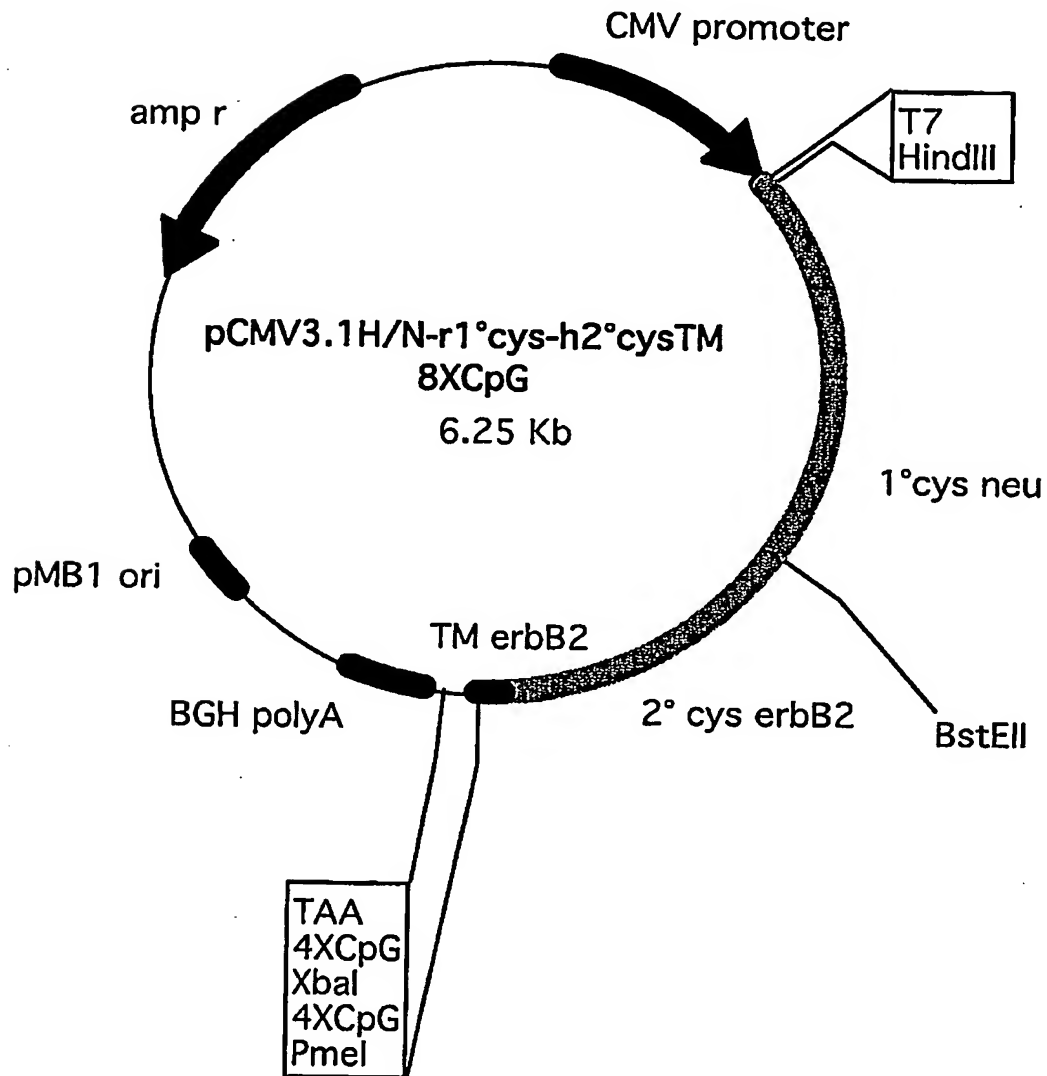 CMV promoter
amp r
T7
HindIII
pCMV3.1H/N-r1°cys-h2°cysTM
8XCpG
6.25 Kb
1°cys neu
pMB1 ori
TM erbB2
BGH polyA
2° cys erbB2
BstEII
TAA
4XCpG
XbaI
4XCpG
PmeI